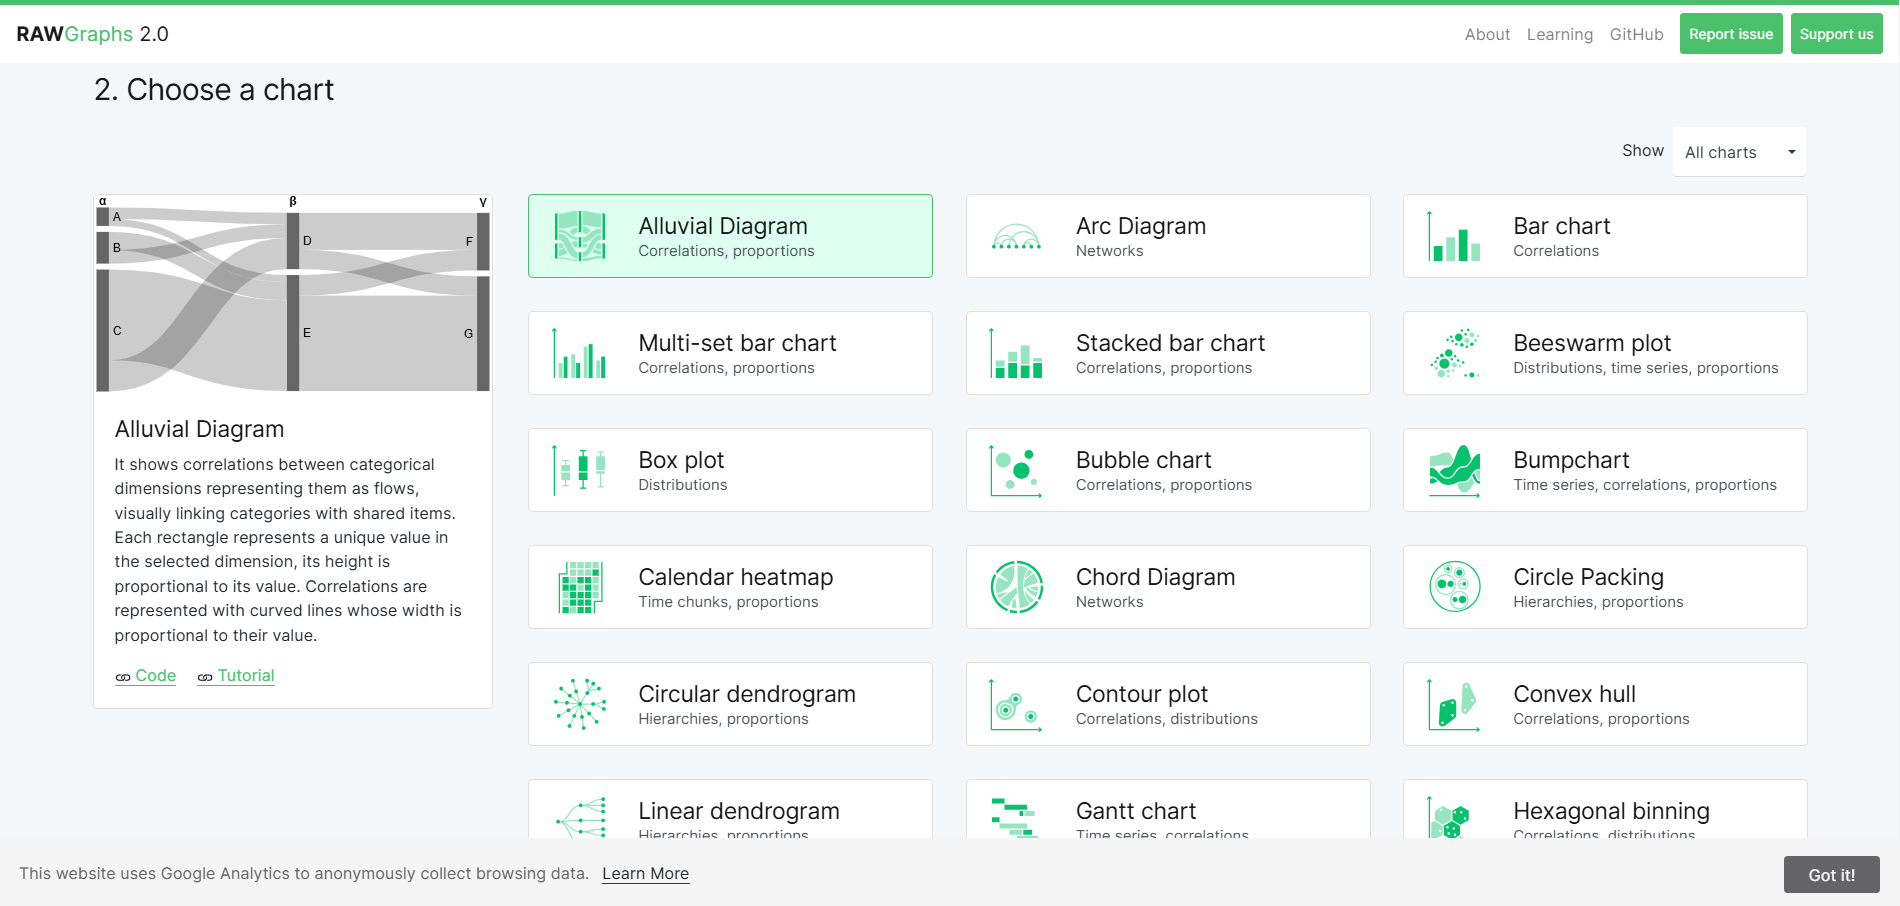 RAWGraphs 2.0
About Learning GitHub Report issue Support us
2. Choose a chart
Show All charts
α β γ
A
B
C
D
E
F
G
Alluvial Diagram
It shows correlations between categorical
dimensions representing them as flows,
visually linking categories with shared items.
Each rectangle represents a unique value in
the selected dimension, its height is
proportional to its value. Correlations are
represented with curved lines whose width is
proportional to their value.
Code Tutorial
Alluvial Diagram
Correlations, proportions
Arc Diagram
Networks
Bar chart
Correlations
Multi-set bar chart
Correlations, proportions
Stacked bar chart
Correlations, proportions
Beeswarm plot
Distributions, time series, proportions
Box plot
Distributions
Bubble chart
Correlations, proportions
Bumpchart
Time series, correlations, proportions
Calendar heatmap
Time chunks, proportions
Chord Diagram
Networks
Circle Packing
Hierarchies, proportions
Circular dendrogram
Hierarchies, proportions
Contour plot
Correlations, distributions
Convex hull
Correlations, proportions
Linear dendrogram
Hierarchies, proportions
Gantt chart
Time series, correlations
Hexagonal binning
Correlations, distributions
This website uses Google Analytics to anonymously collect browsing data. Learn More
Got it!